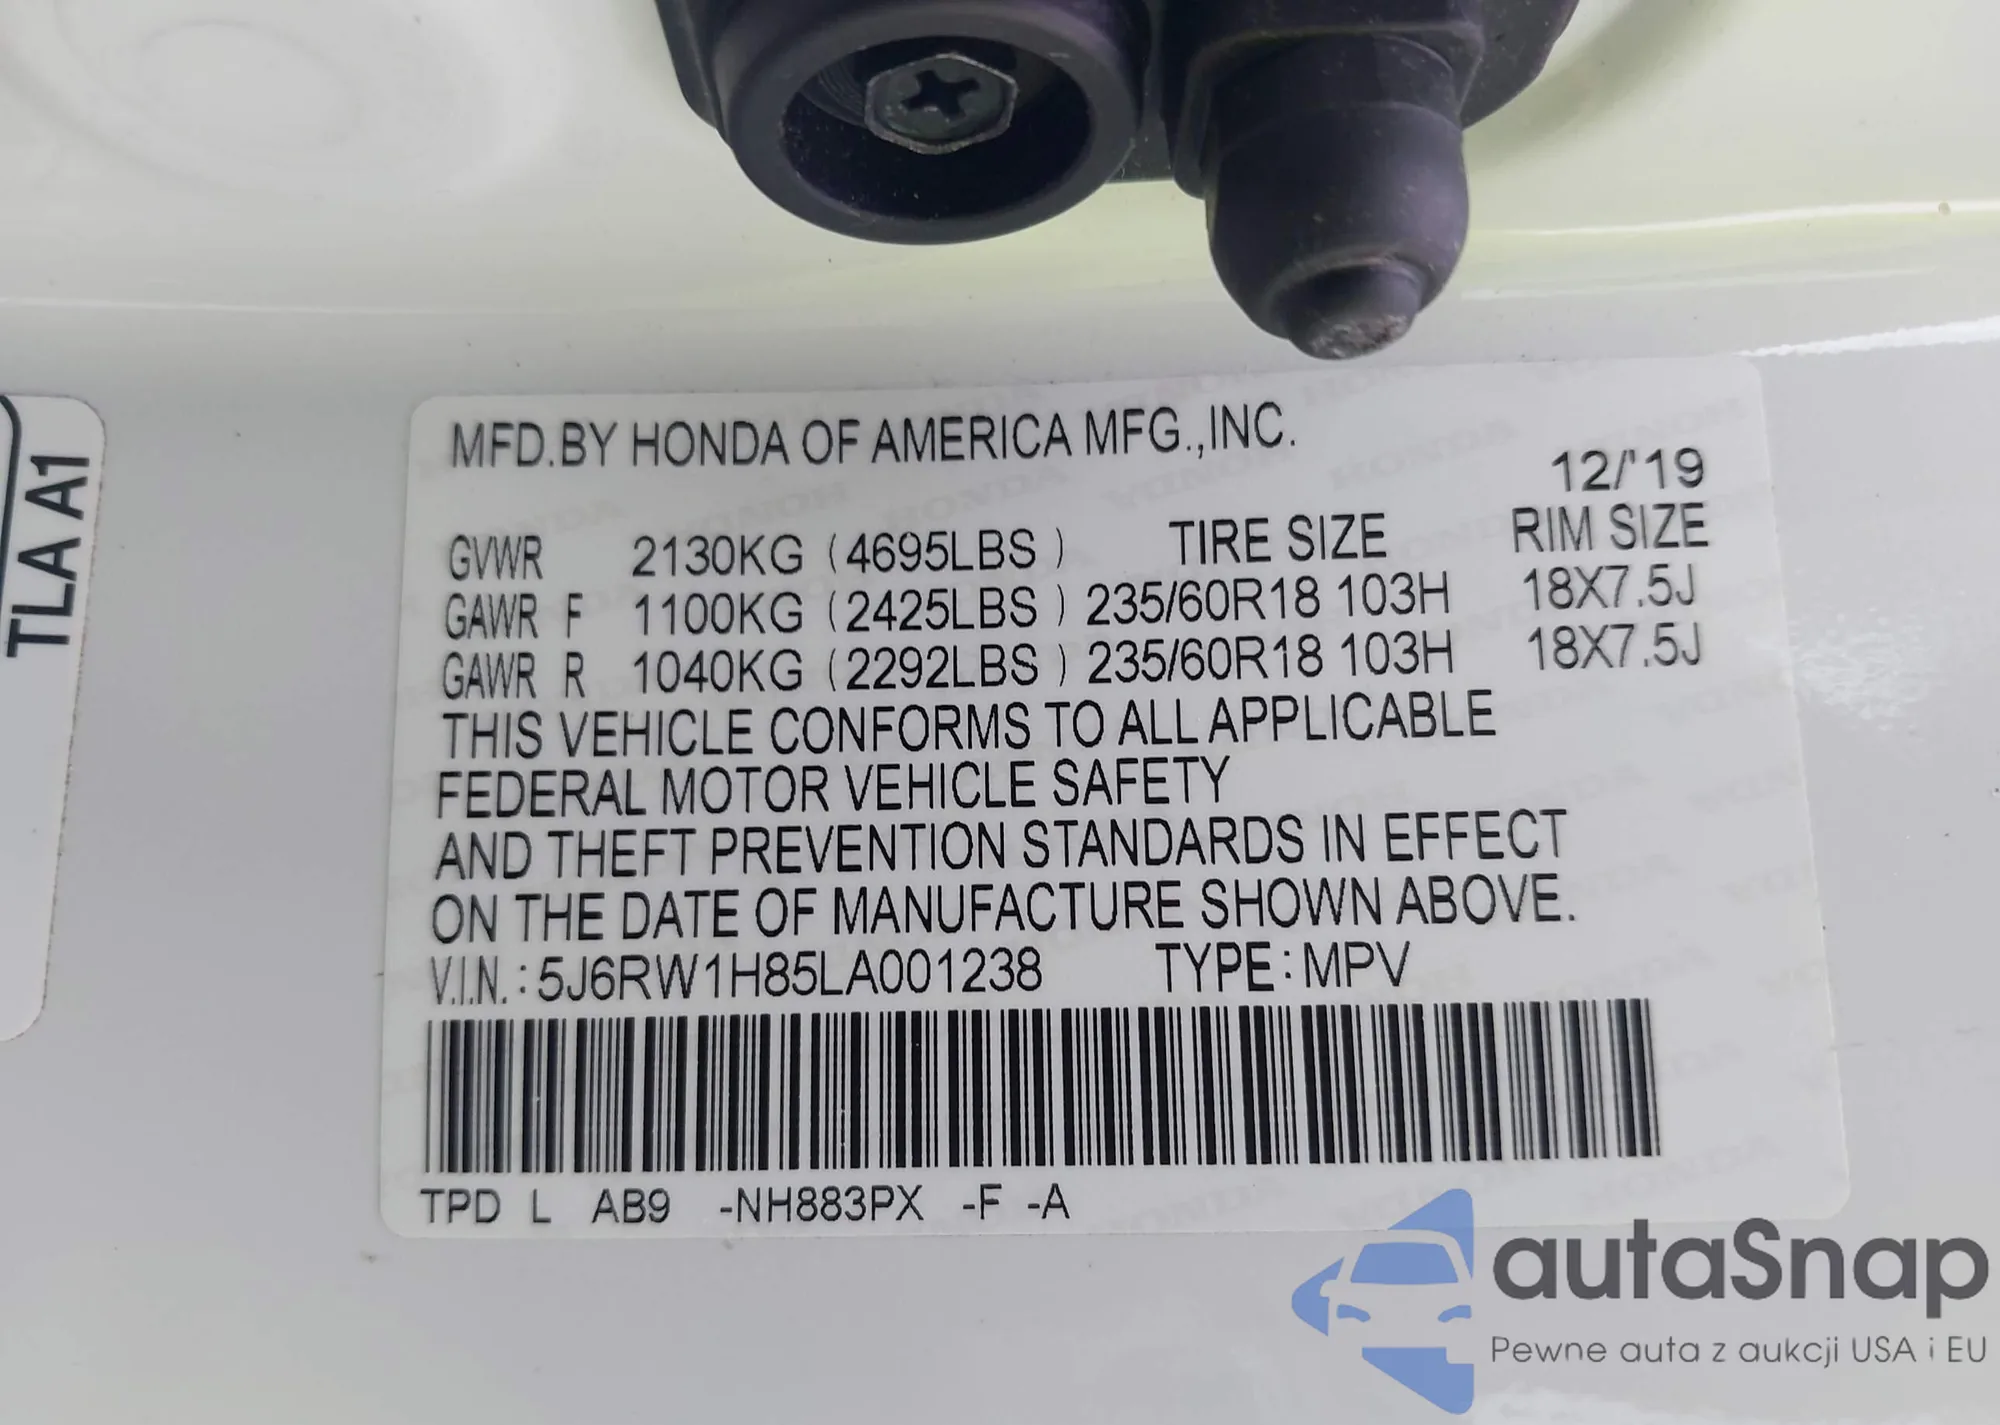 TLA A1
MFD.BY HONDA OF AMERICA MFG.,INC.
12/'19
GVWR 2130KG (4695LBS) TIRE SIZE RIM SIZE
GAWR F 1100KG (2425LBS) 235/60R18 103H 18X7.5J
GAWR R 1040KG (2292LBS) 235/60R18 103H 18X7.5J
THIS VEHICLE CONFORMS TO ALL APPLICABLE
FEDERAL MOTOR VEHICLE SAFETY
AND THEFT PREVENTION STANDARDS IN EFFECT
ON THE DATE OF MANUFACTURE SHOWN ABOVE.
V.I.N.: 5J6RW1H85LA001238 TYPE: MPV
TPD L AB9 -NH883PX -F -A
autaSnap
Pewne auta z aukcji USA i EU